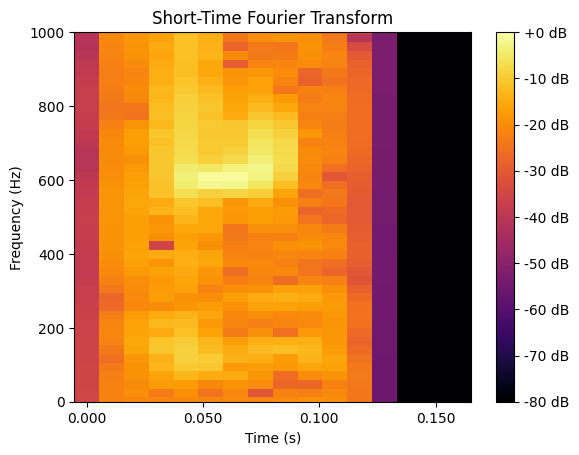 Short-Time Fourier Transform
1000
800
600
400
200
0
Frequency (Hz)
0.000
0.050
0.100
0.150
Time (s)
+0 dB
-10 dB
-20 dB
-30 dB
-40 dB
-50 dB
-60 dB
-70 dB
-80 dB